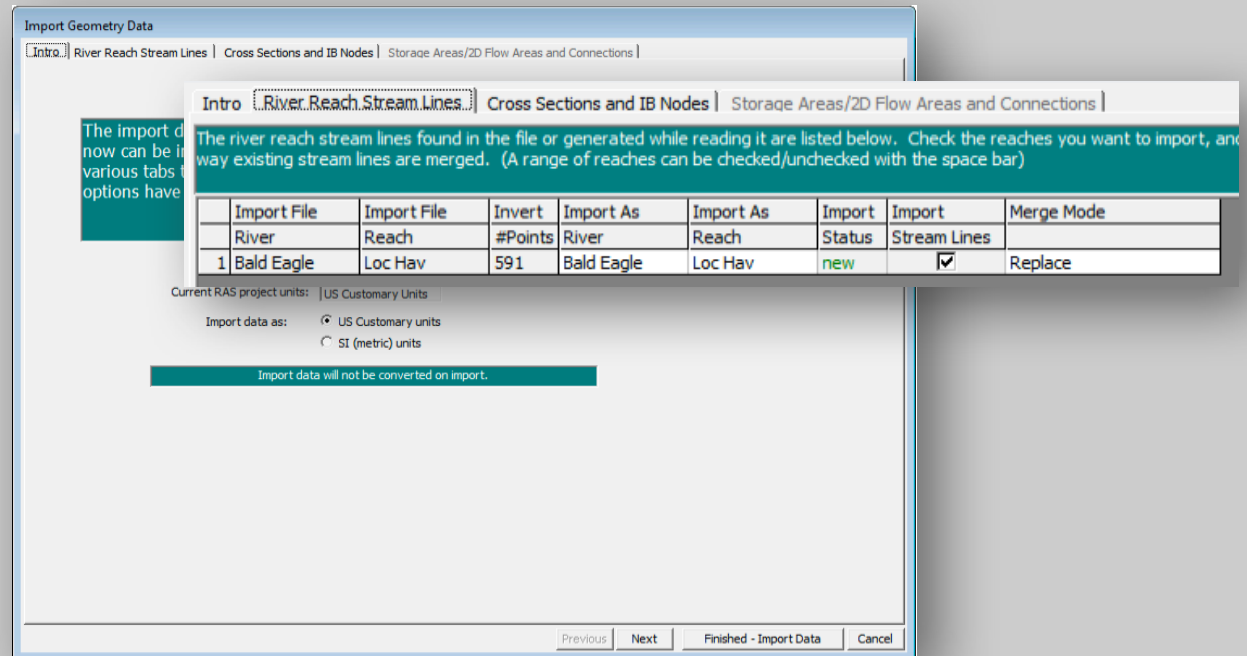 Import Geometry Data
Intro River Reach Stream Lines Cross Sections and IB Nodes Storage Areas/2D Flow Areas and Connections
The import
now can be
various tabs
options have
Intro River Reach Stream Lines Cross Sections and IB Nodes Storage Areas/2D Flow Areas and Connections
The river reach stream lines found in the file or generated while reading it are listed below. Check the reaches you want to import, and
way existing stream lines are merged. (A range of reaches can be checked/unchecked with the space bar)
Import File Import File Invert Import As Import As Import Import Merge Mode
River Reach #Points River Reach Status Stream Lines
1 Bald Eagle Loc Hav 591 Bald Eagle Loc Hav new Replace
Current RAS project units: US Customary Units
Import data as: US Customary units
SI (metric) units
Import data will not be converted on import.
Previous Next Finished - Import Data Cancel